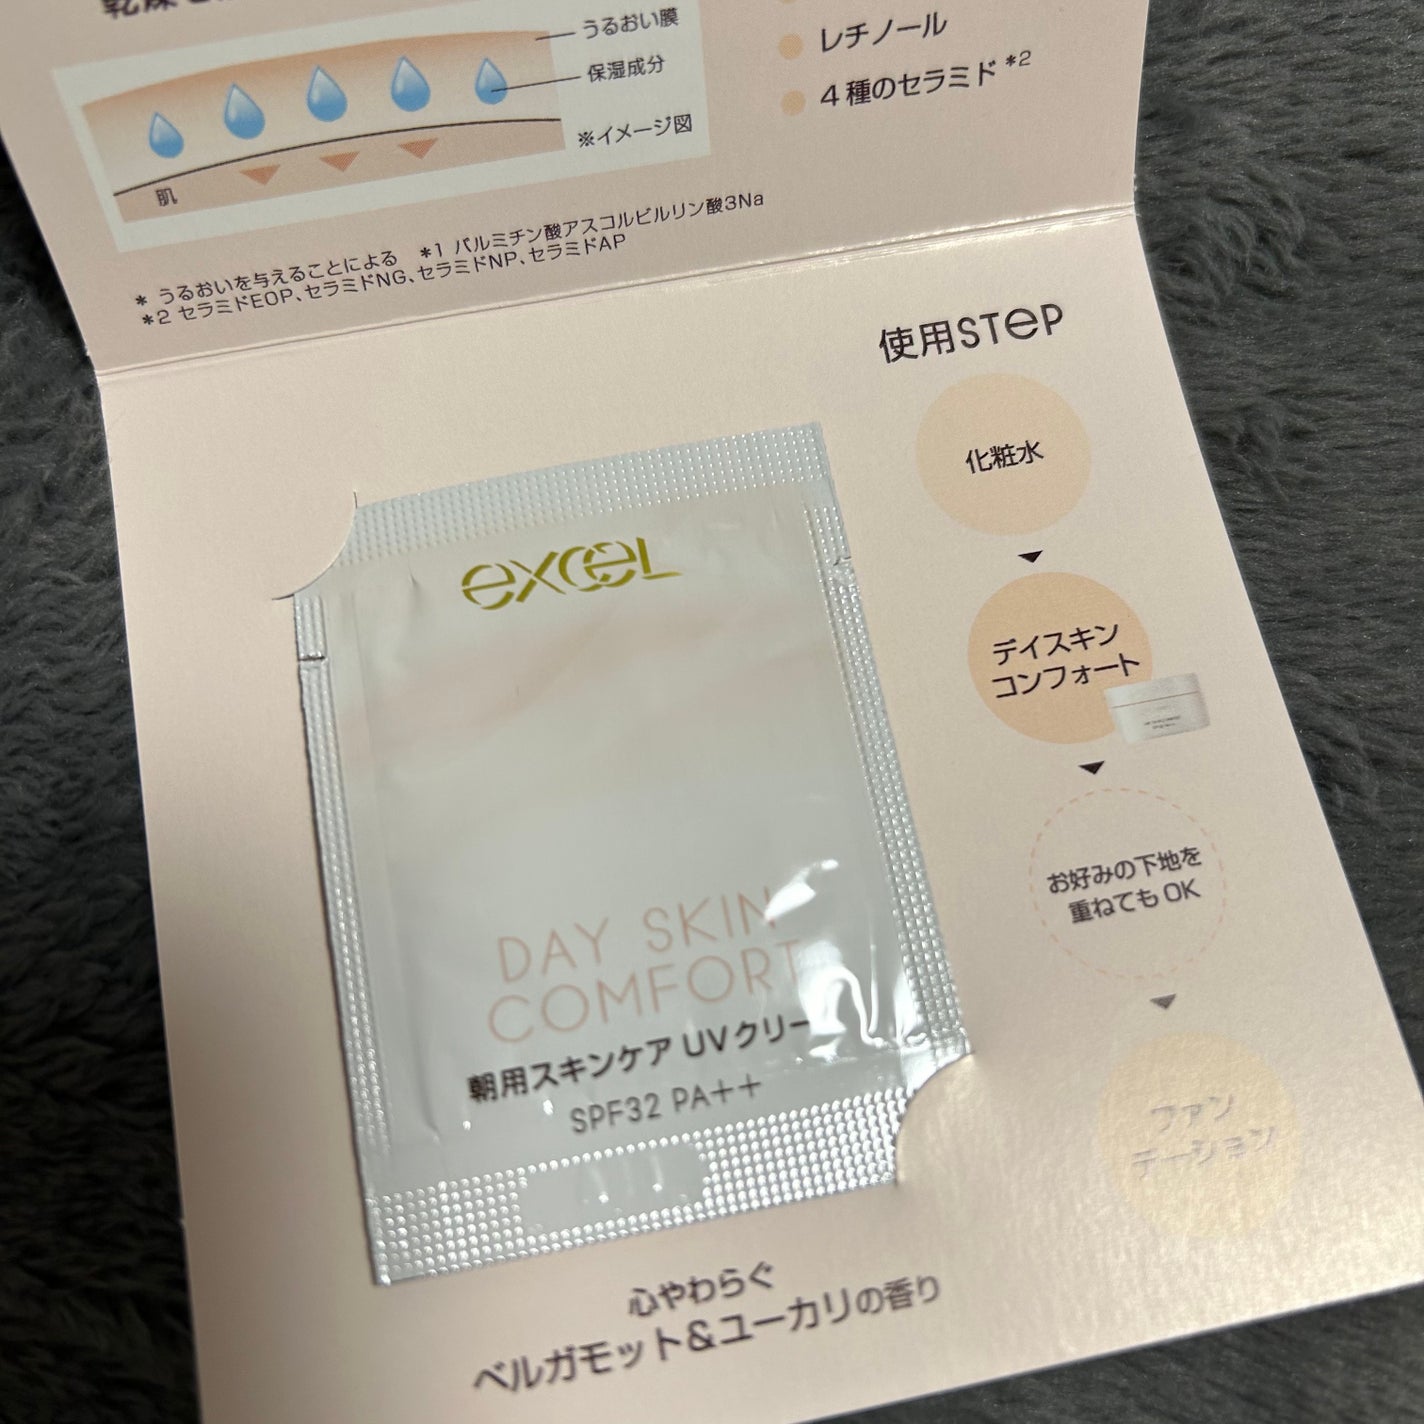 うるおい膜
保湿成分
※イメージ図
肌
レチノール
4種のセラミド*2
* うるおいを与えることによる *1 パルミチン酸アスコルビルリン酸3Na
*2 セラミドEOP、セラミドNG、セラミドNP、セラミドAP
使用STeP
化粧水
デイスキン
コンフォート
お好みの下地を
重ねてもOK
ファン
デーション
excel
DAY SKIN
COMFORT
朝用スキンケア UVクリー
SPF32 PA++
心やわらぐ
ベルガモット&ユーカリの香り